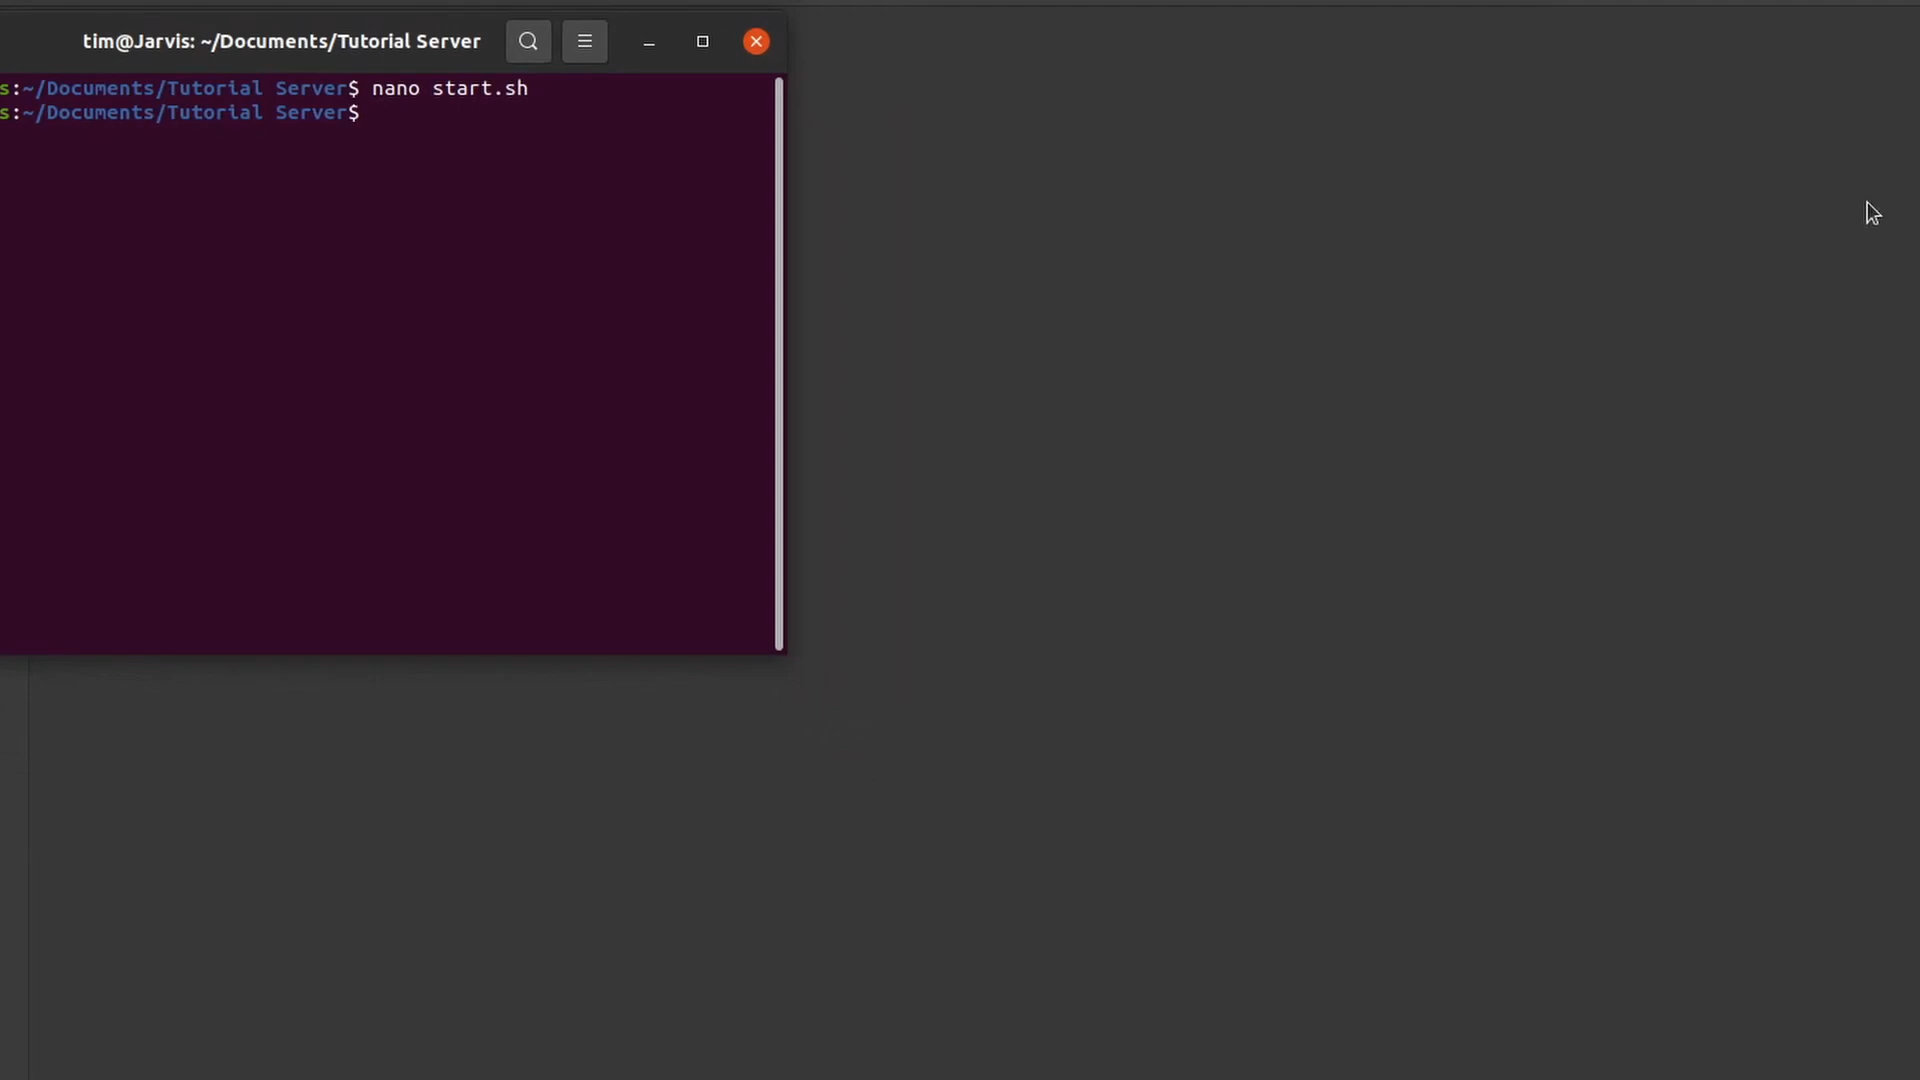 tim@Jarvis: ~/Documents/Tutorial Server
s:~/Documents/Tutorial Server$ nano start.sh
s:~/Documents/Tutorial Server$